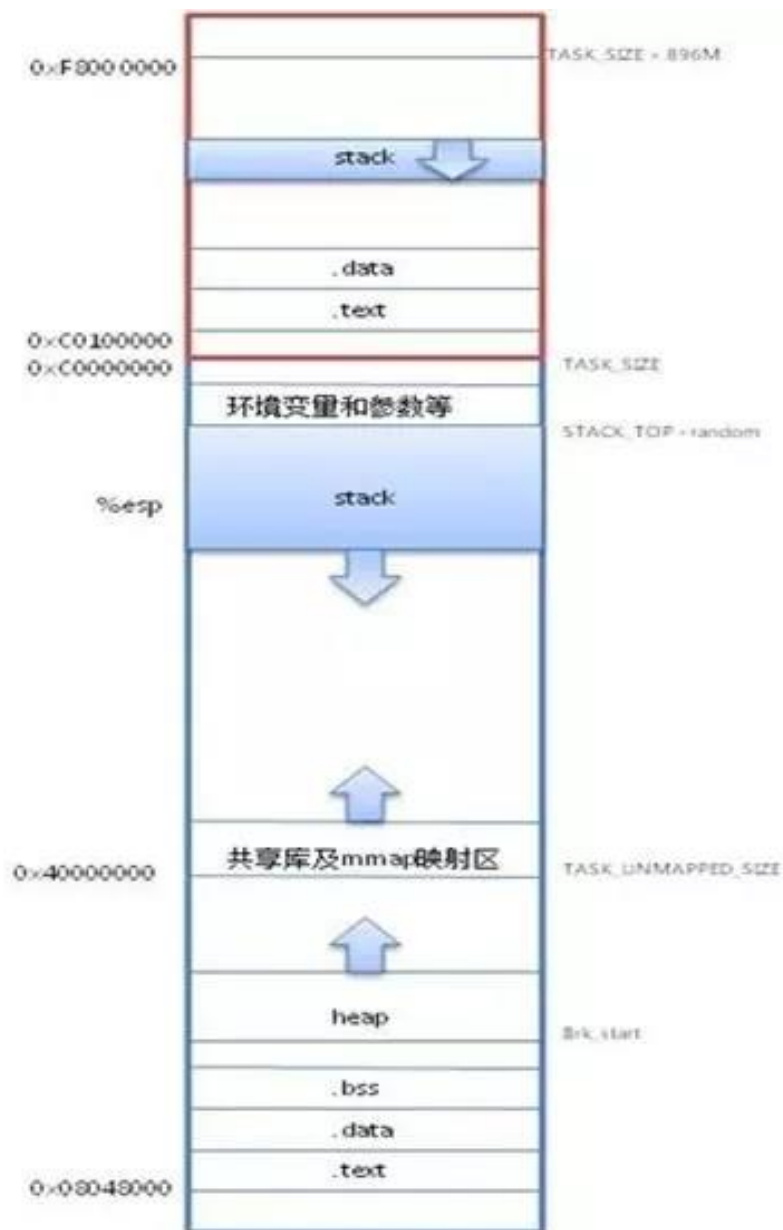 0xF8000000
TASK_SIZE + 896M
stack
.data
.text
0xC0100000
0xC0000000
TASK_SIZE
环境变量和参数等
STACK_TOP - random
%esp
stack
共享库及mmap映射区
0x40000000
TASK_UNMAPPED_SIZE
heap
Brk_start
.bss
.data
.text
0x08048000